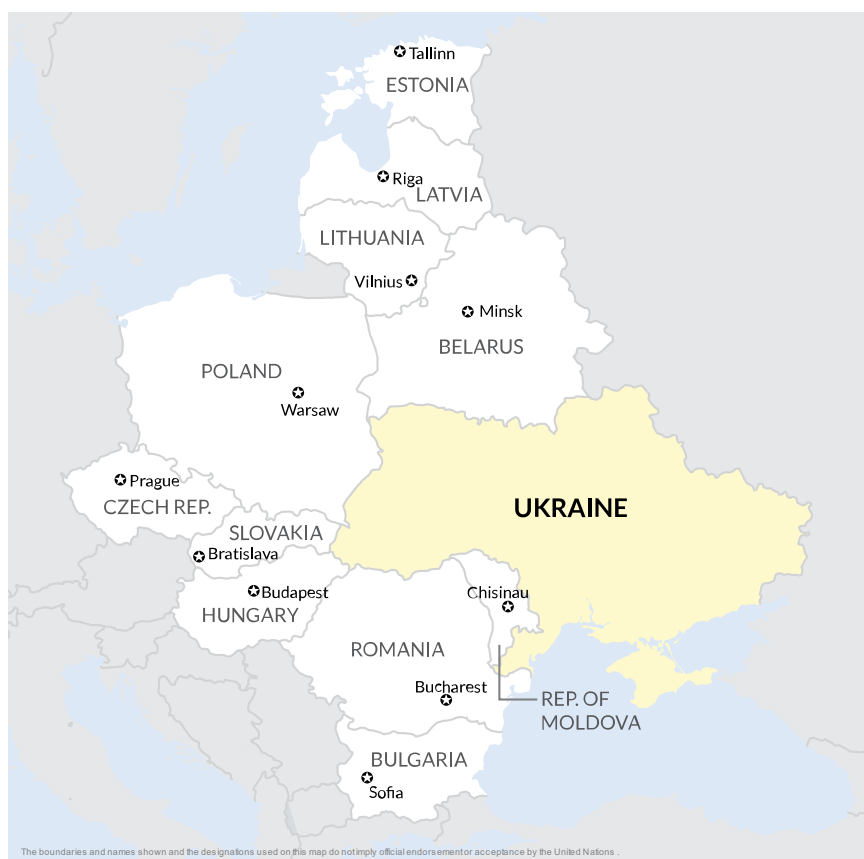 Tallinn
ESTONIA
Riga
LATVIA
LITHUANIA
Vilnius
Minsk
BELARUS
POLAND
Warsaw
Prague
CZECH REP.
UKRAINE
SLOVAKIA
Bratislava
Budapest
HUNGARY
Chisinau
ROMANIA
Bucharest
REP. OF
MOLDOVA
BULGARIA
Sofia
The boundaries and names shown and the designations used on this map do not imply official endorsement or acceptance by the United Nations .